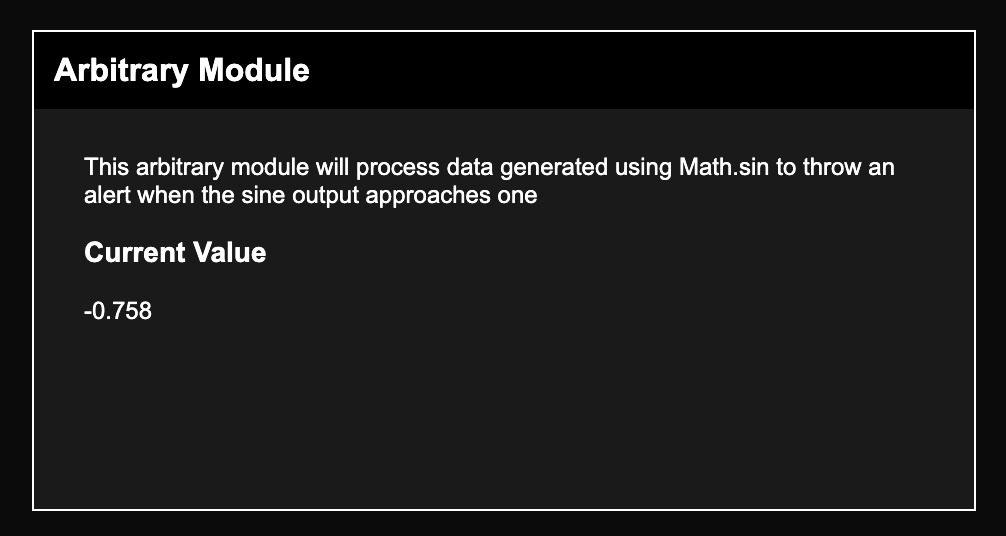 Arbitrary Module
This arbitrary module will process data generated using Math.sin to throw an
alert when the sine output approaches one
Current Value
-0.758